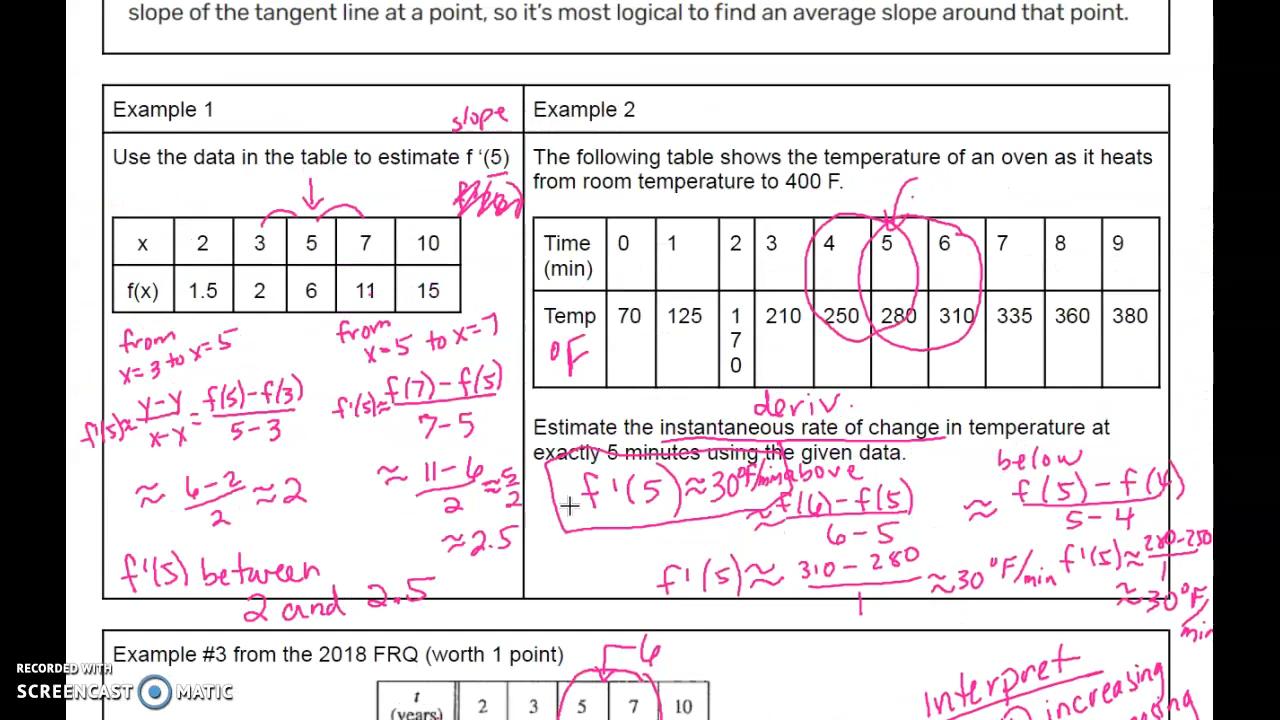 slope of the tangent line at a point, so it's most logical to find an average slope around that point.
Example 1
slope
Use the data in the table to estimate f '(5)
x 2 3 5 7 10
f(x) 1.5 2 6 11 15
from
x=3 to x=5
f'(5)≈ y-y/x-x = f(5)-f(3)/5-3
≈ 6-2/2 ≈ 2
from
x=5 to x=7
f'(5)≈ f(7)-f(5)/7-5
≈ 11-6/2 ≈ 5/2
≈ 2.5
f'(5) between
2 and 2.5
Example 2
The following table shows the temperature of an oven as it heats
from room temperature to 400 F.
Time (min) 0 1 2 3 4 5 6 7 8 9
Temp °F 70 125 170 210 250 280 310 335 360 380
deriv.
Estimate the instantaneous rate of change in temperature at
exactly 5 minutes using the given data.
f'(5) ≈ 30°F/min
above
≈ f(6)-f(5)/6-5
f'(5) ≈ 310-280/1 ≈ 30°F/min
below
≈ f(5)-f(4)/5-4
f'(5) ≈ 280-250/1
≈ 30°F/min
Example #3 from the 2018 FRQ (worth 1 point)
6
t (years) 2 3 5 7 10
Interpret
increasing
RECORDED WITH
SCREENCAST MATIC